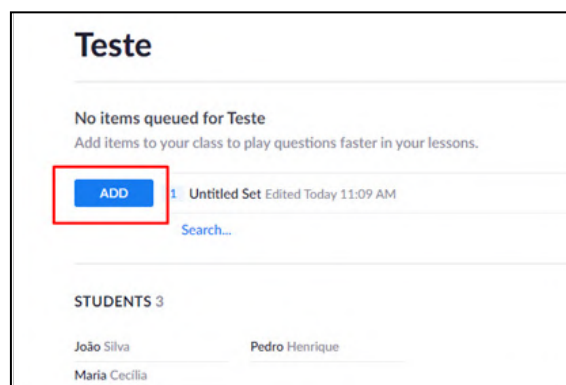 Teste
No items queued for Teste
Add items to your class to play questions faster in your lessons.
ADD 1 Untitled Set Edited Today 11:09 AM
Search...
STUDENTS 3
João Silva Pedro Henrique
Maria Cecília